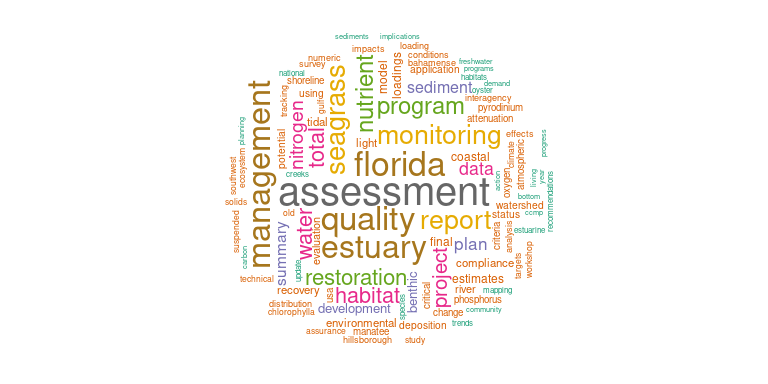 sediments implications
impacts loading
numeric conditions
survey bahamense freshwater
model application programs
national shoreline habitats
seagrass nutrient loadings sediment demand
using oyster
tracking gulf program interagency
management nitrogen total tidal pyrodinium
planning attenuation
potential light monitoring effects
progress
ecosystem southwest florida coastal climate atmospheric
creeks data oxygen
assessment action living year
solids bottom recommendations
old quality report watershed
water status ccmp
suspended evaluation estuary final plan criteria analysis estuarine
carbon summary workshop
update compliance targets
technical restoration benthic project estimates
recovery usa habitat river mapping
critical phosphorus
distribution species
chlorophylla development change community
environmental deposition trends
assurance manatee
hillsborough study